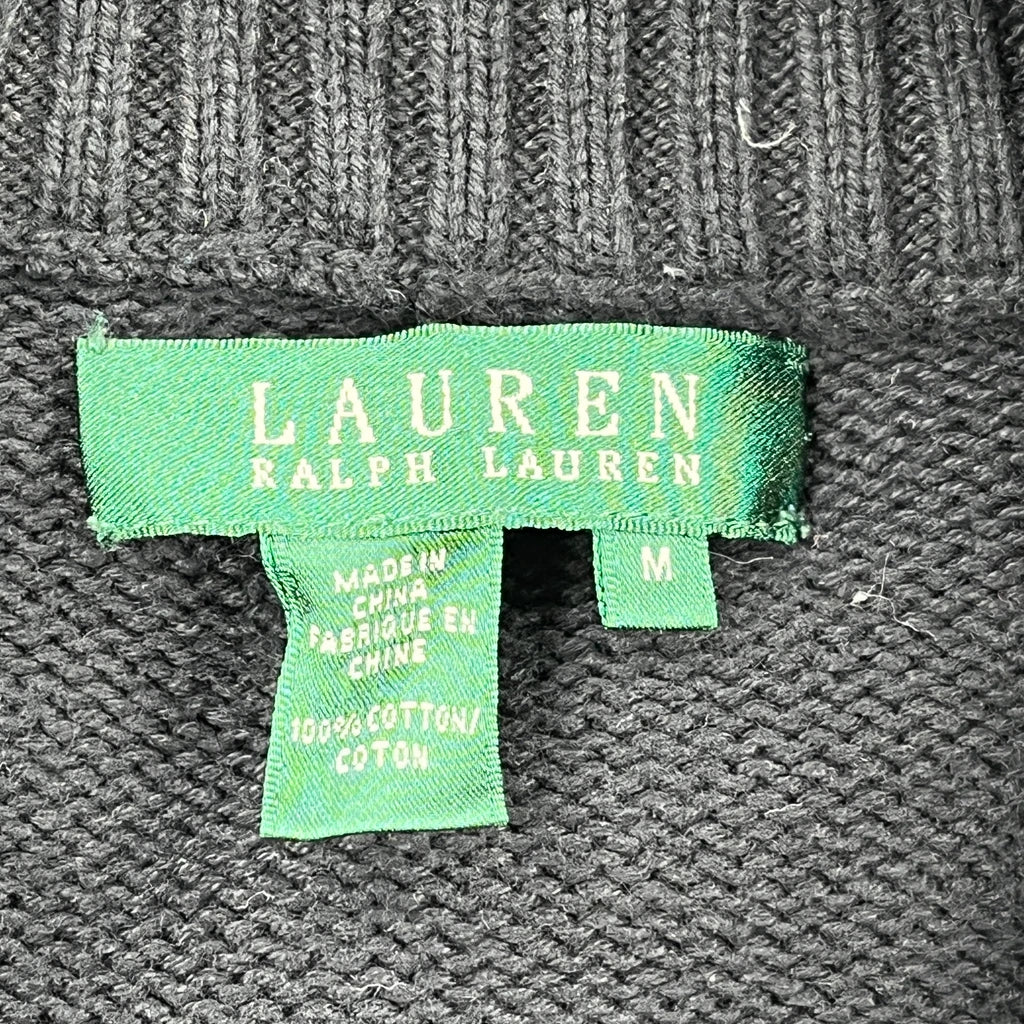 LAUREN
RALPH LAUREN
M
MADE IN
CHINA
FABRIQUE EN
CHINE
100% COTTON/
COTON